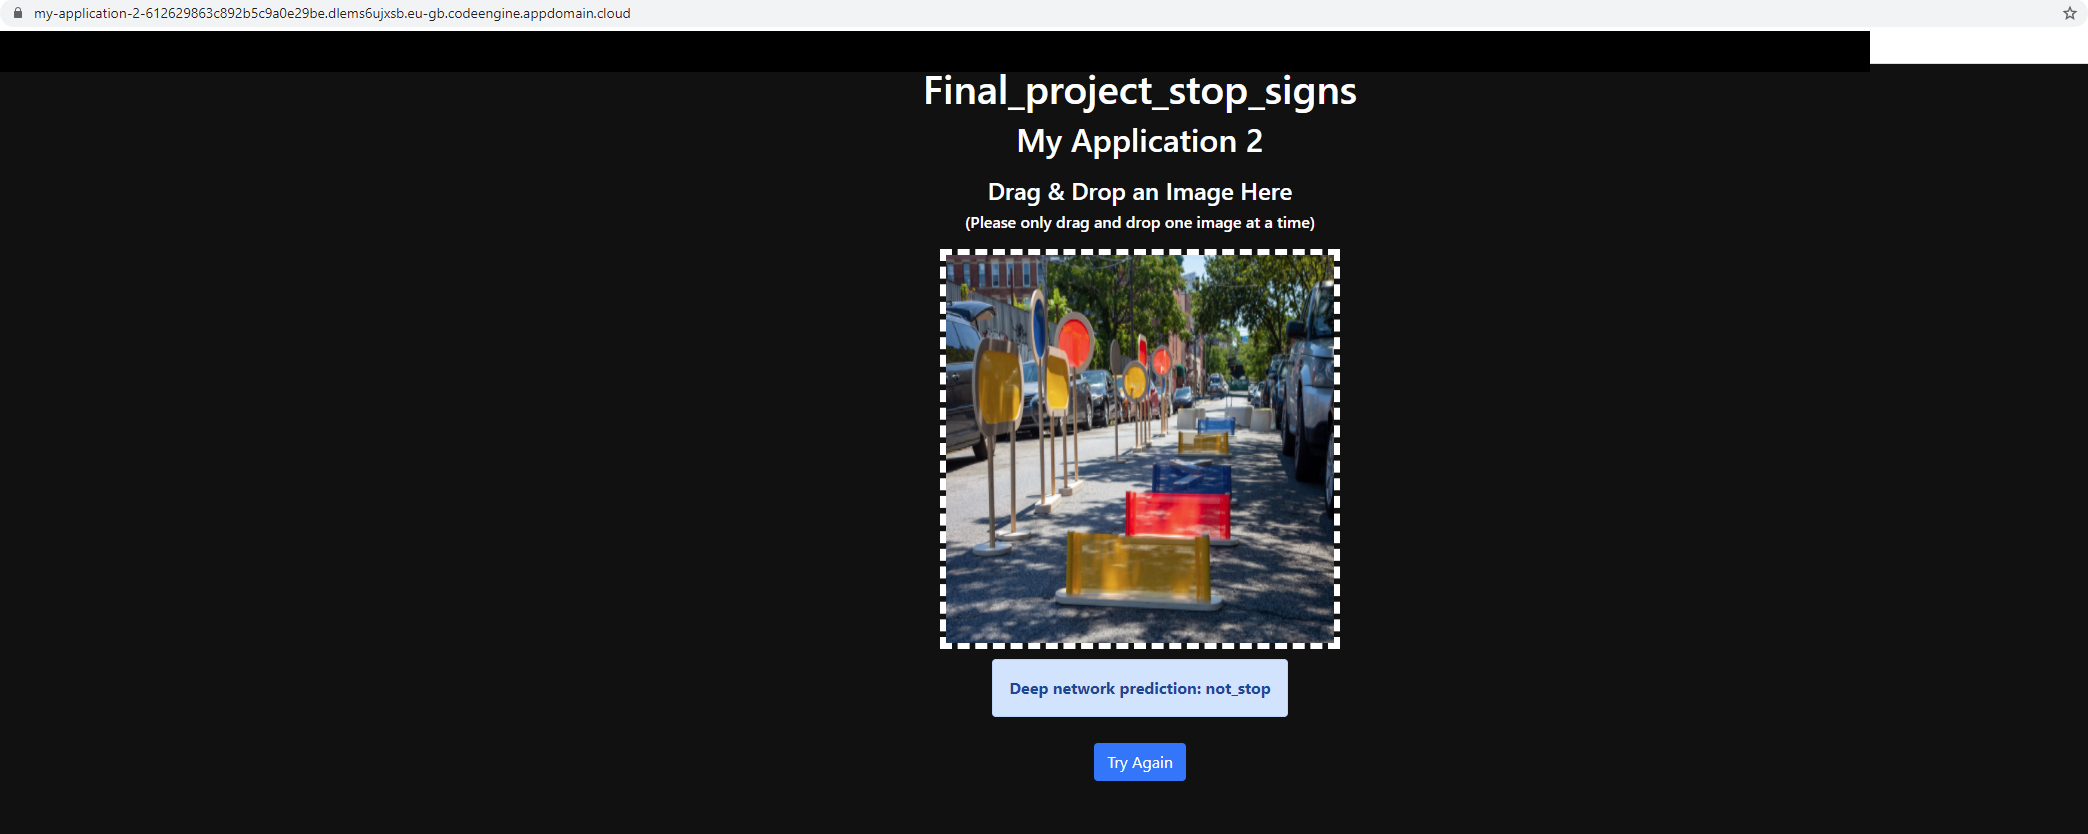 my-application-2-612629863c892b5c9a0e29be.dlems6ujxsb.eu-gb.codeengine.appdomain.cloud
Final_project_stop_signs
My Application 2
Drag & Drop an Image Here
(Please only drag and drop one image at a time)
Deep network prediction: not_stop
Try Again